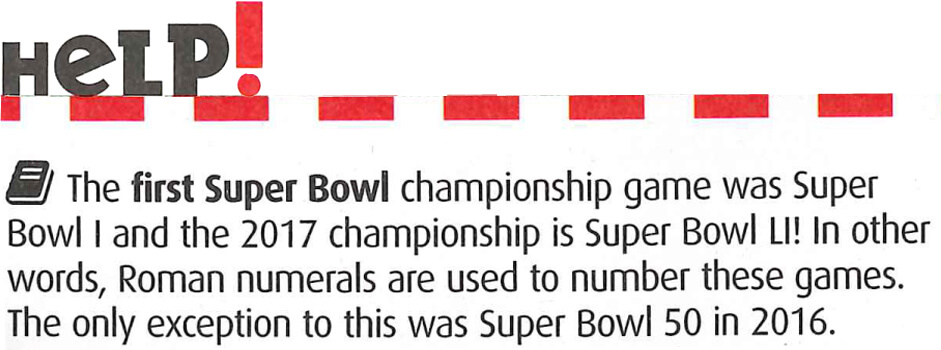 HeLP!
The first Super Bowl championship game was Super
Bowl I and the 2017 championship is Super Bowl LI! In other
words, Roman numerals are used to number these games.
The only exception to this was Super Bowl 50 in 2016.